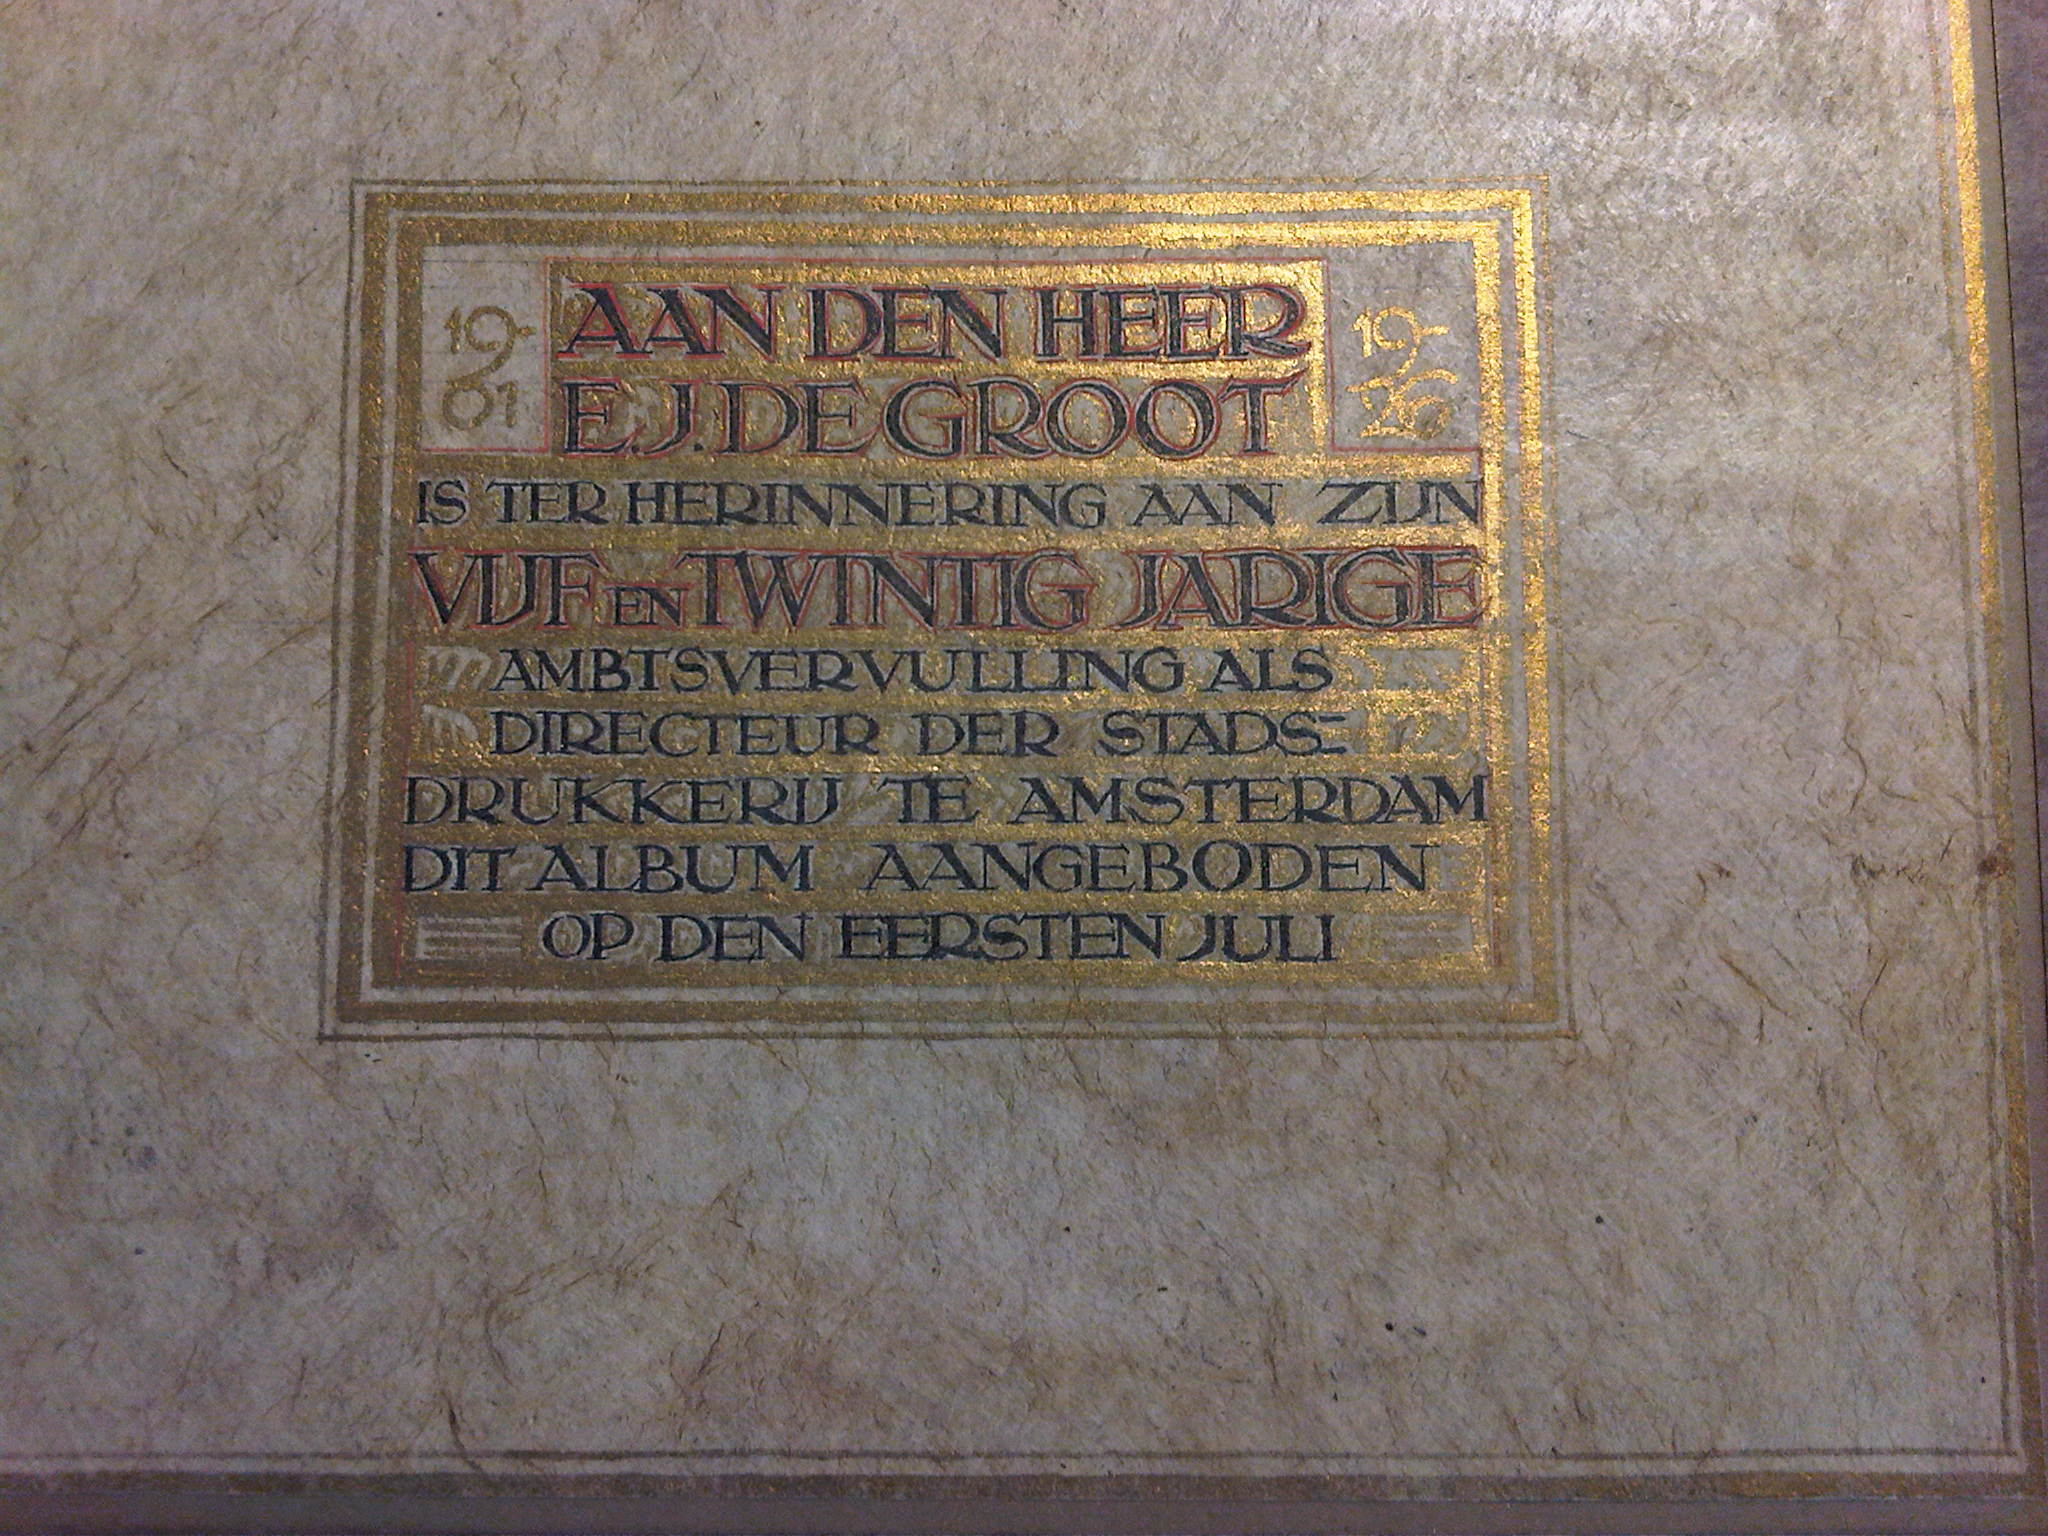 19-
01
AAN DEN HEER
E.J. DE GROOT
19-
26
IS TER HERINNERING AAN ZIJN
VIJF EN TWINTIG JARIGE
AMBTSVERVULLING ALS
DIRECTEUR DER STADS=
DRUKKERIJ TE AMSTERDAM
DIT ALBUM AANGEBODEN
OP DEN EERSTEN JULI